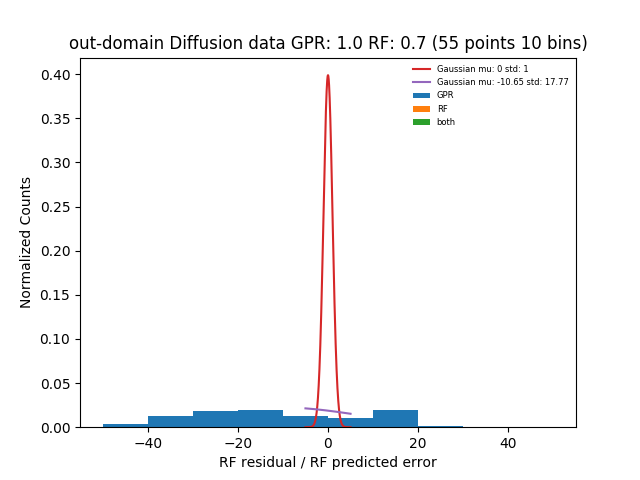 out-domain Diffusion data GPR: 1.0 RF: 0.7 (55 points 10 bins)
Gaussian mu: 0 std: 1
Gaussian mu: -10.65 std: 17.77
GPR
RF
both
Normalized Counts
0.40
0.35
0.30
0.25
0.20
0.15
0.10
0.05
0.00
−40 −20 0 20 40
RF residual / RF predicted error